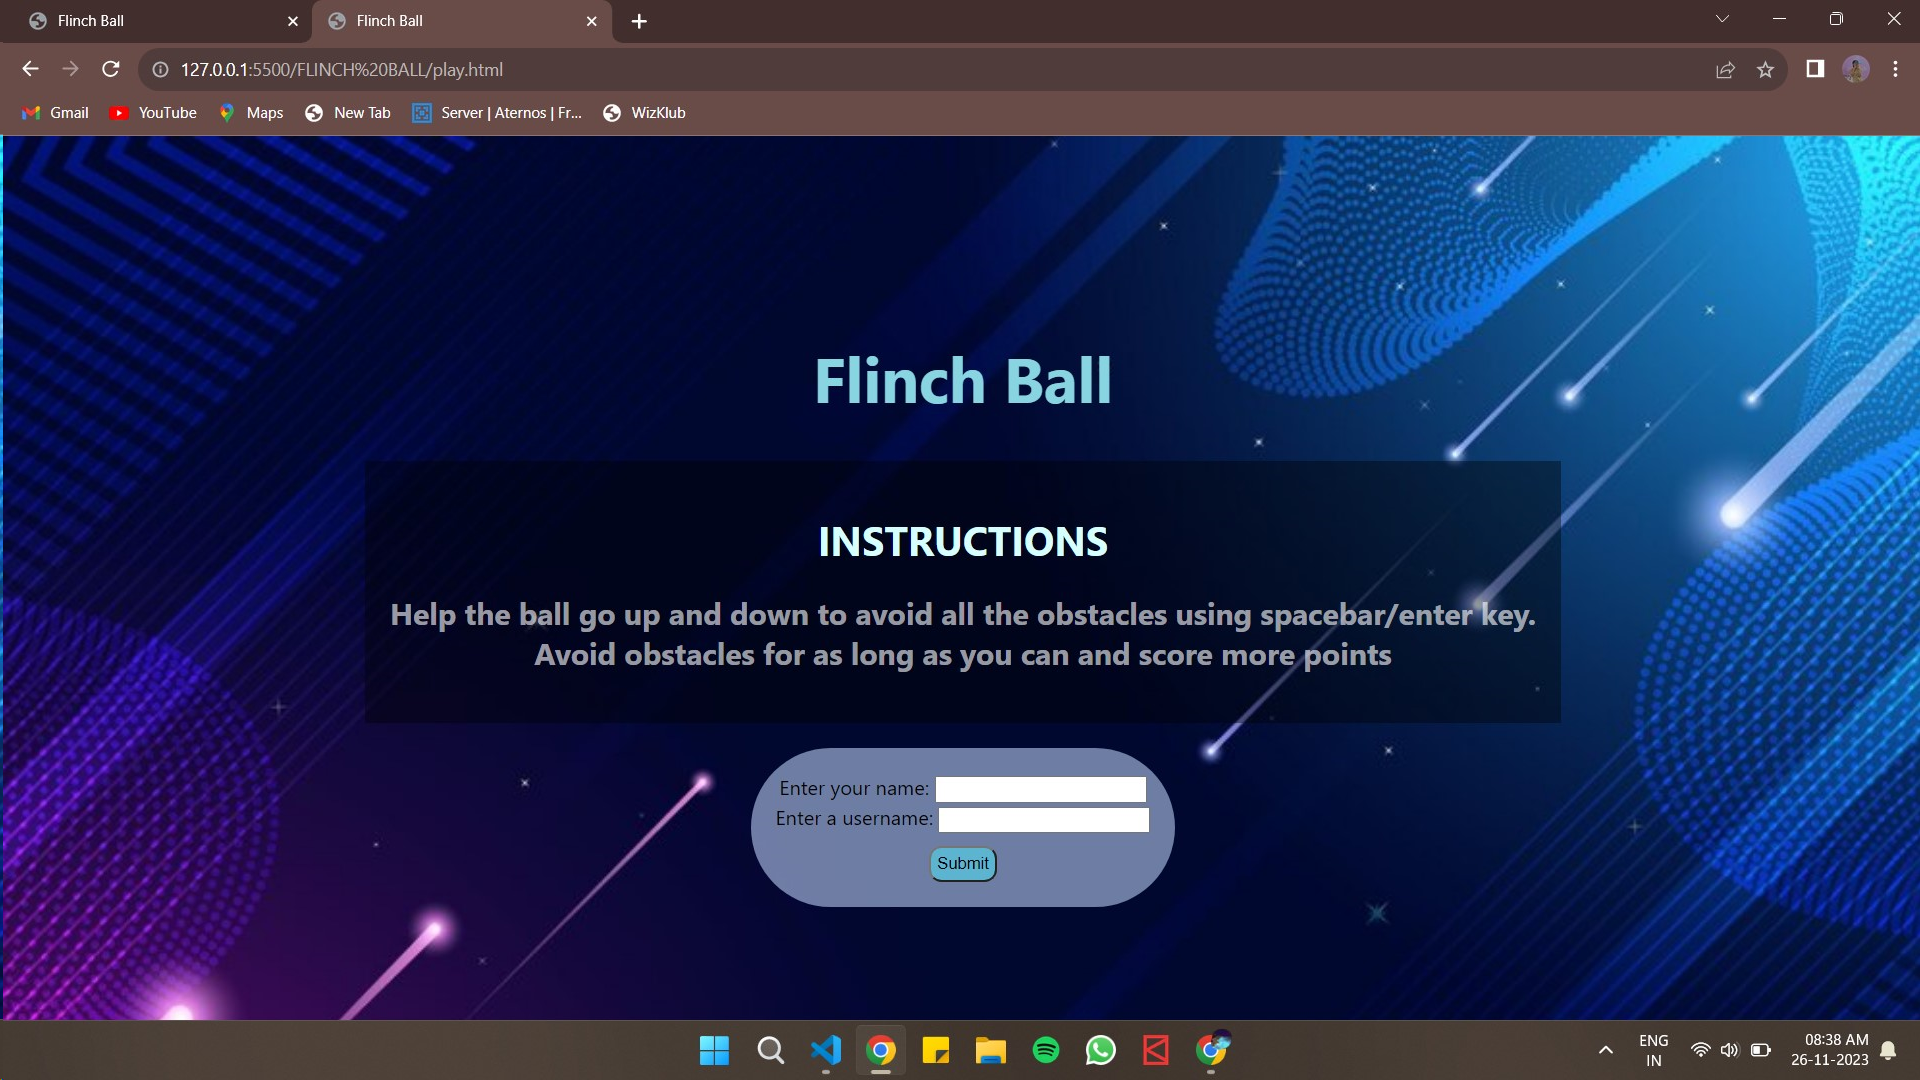 Flinch Ball
Flinch Ball
127.0.0.1:5500/FLINCH%20BALL/play.html
Gmail
YouTube
Maps
New Tab
Server | Aternos | Fr...
WizKlub
Flinch Ball
INSTRUCTIONS
Help the ball go up and down to avoid all the obstacles using spacebar/enter key.
Avoid obstacles for as long as you can and score more points
Enter your name:
Enter a username:
Submit
ENG
IN
08:38 AM
26-11-2023